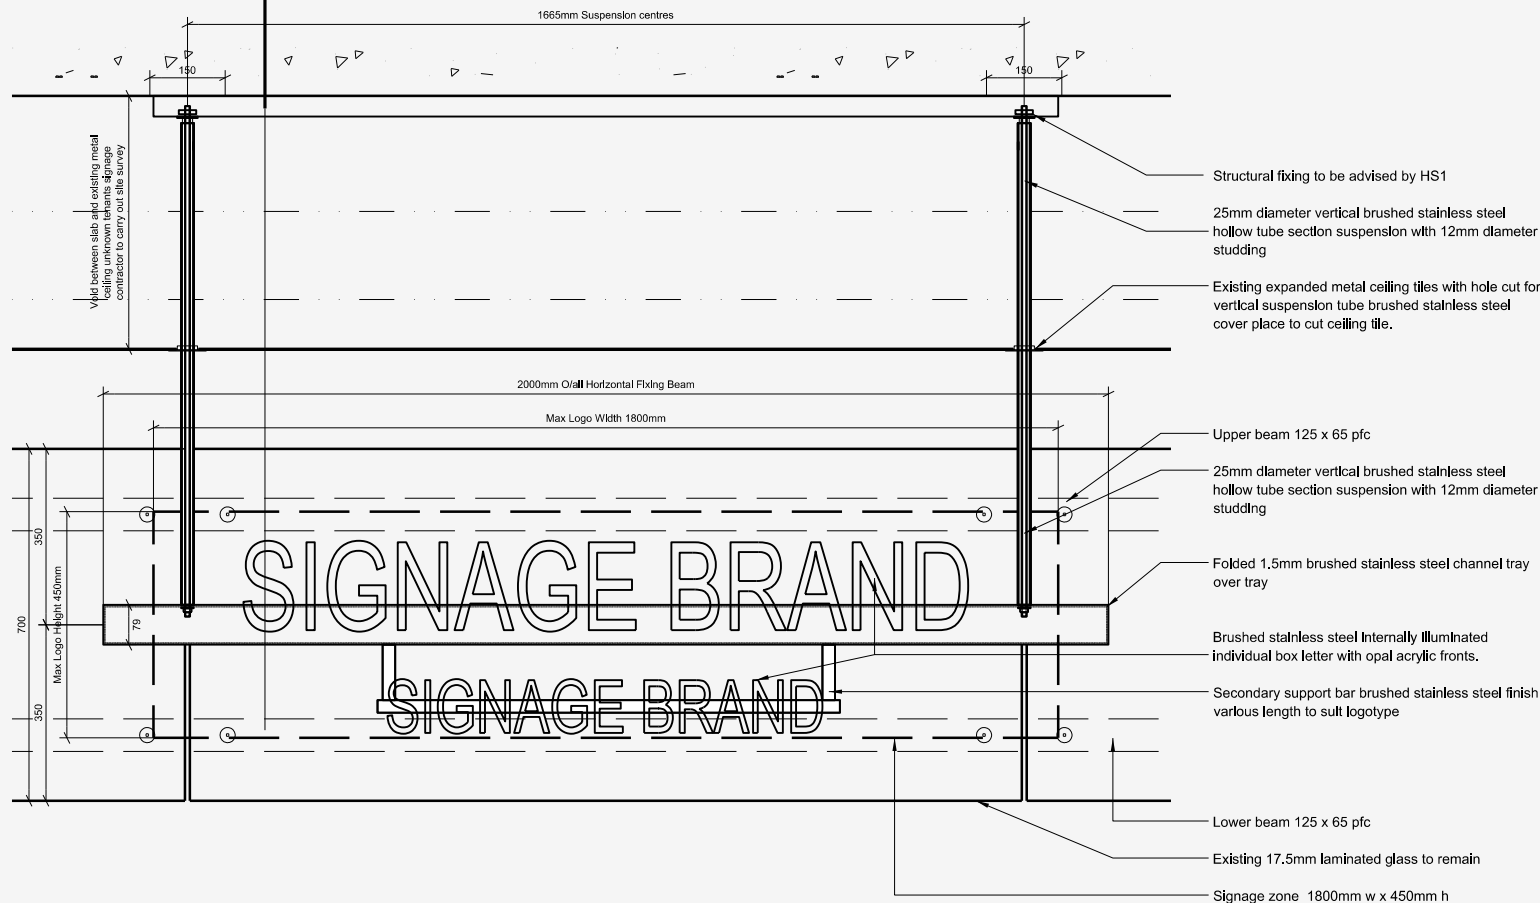 1665mm Suspension centres
150
150
Void between slab and existing metal
ceiling unknown tenants signage
contractor to carry out site survey
Structural fixing to be advised by HS1
25mm diameter vertical brushed stainless steel
hollow tube section suspension with 12mm diameter
studding
Existing expanded metal ceiling tiles with hole cut for
vertical suspension tube brushed stainless steel
cover place to cut ceiling tile.
2000mm O/all Horizontal Fixing Beam
Max Logo Width 1800mm
Upper beam 125 x 65 pfc
25mm diameter vertical brushed stainless steel
hollow tube section suspension with 12mm diameter
studding
350
700
350
Max Logo Height 450mm
79
SIGNAGE BRAND
SIGNAGE BRAND
Folded 1.5mm brushed stainless steel channel tray
over tray
Brushed stainless steel internally illuminated
individual box letter with opal acrylic fronts.
Secondary support bar brushed stainless steel finish
various length to suit logotype
Lower beam 125 x 65 pfc
Existing 17.5mm laminated glass to remain
Signage zone 1800mm w x 450mm h